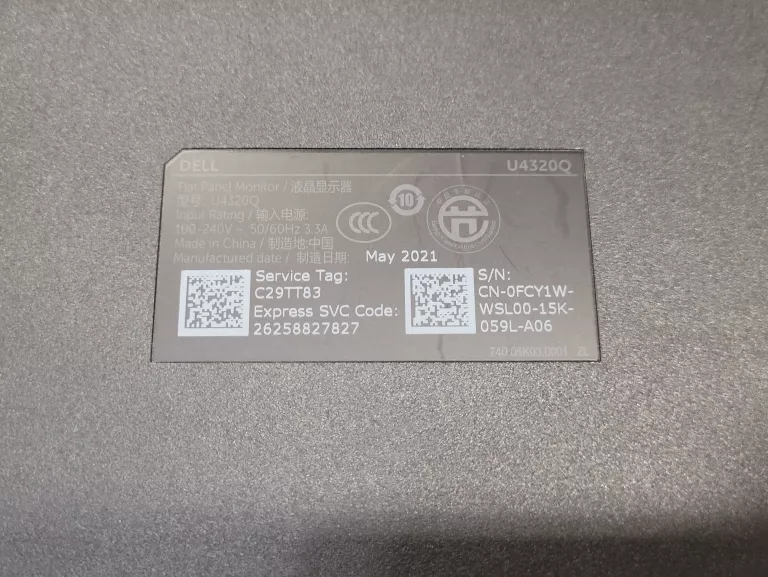 DELL
U4320Q
Flat Panel Monitor / 液晶显示器
型号: U4320Q
Input Rating / 输入电源:
100-240V ~ 50/60Hz 3.3A
Made in China / 制造地:中国
Manufactured date / 制造日期: May 2021
CCC
10
Service Tag:
C29TT83
Express SVC Code:
26258827827
S/N:
CN-0FCY1W-
WSL00-15K-
059L-A06